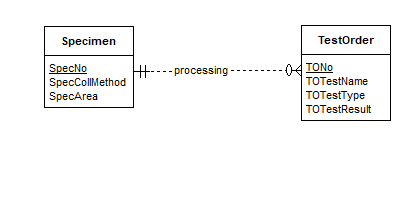 Specimen
SpecNo
SpecCollMethod
SpecArea
processing
TestOrder
TONo
TOTestName
TOTestType
TOTestResult